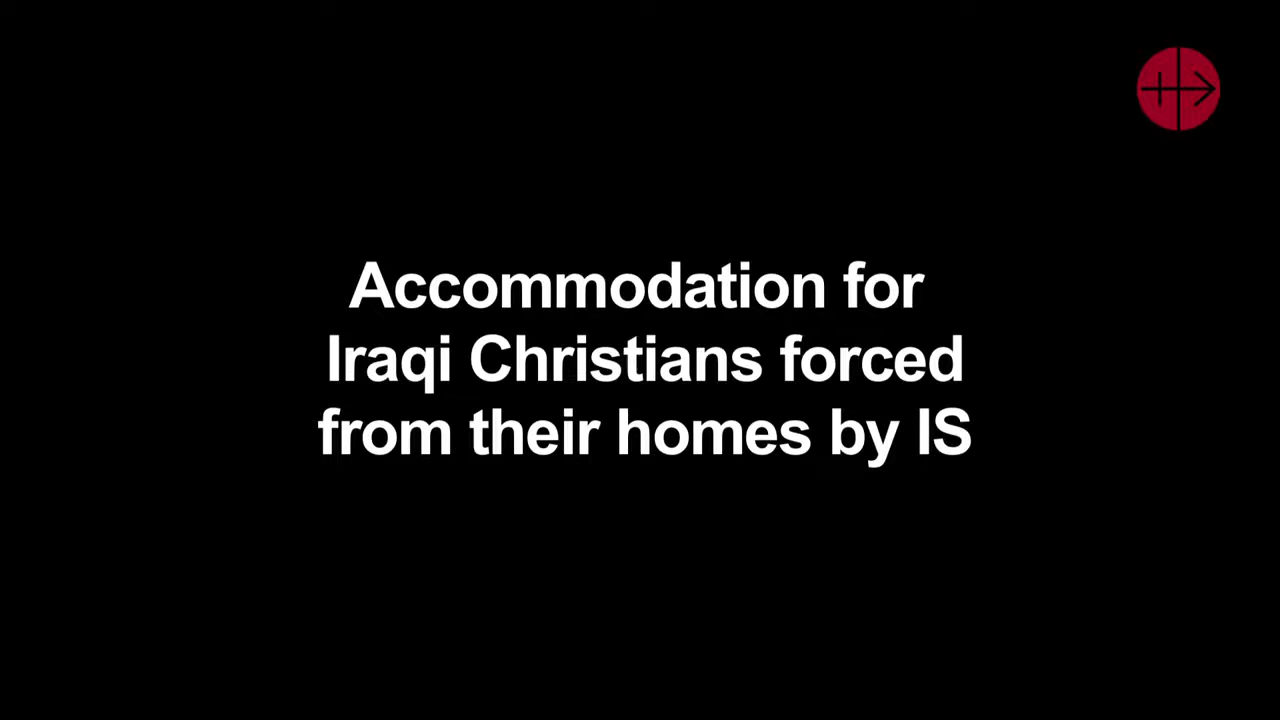 Accommodation for
Iraqi Christians forced
from their homes by IS